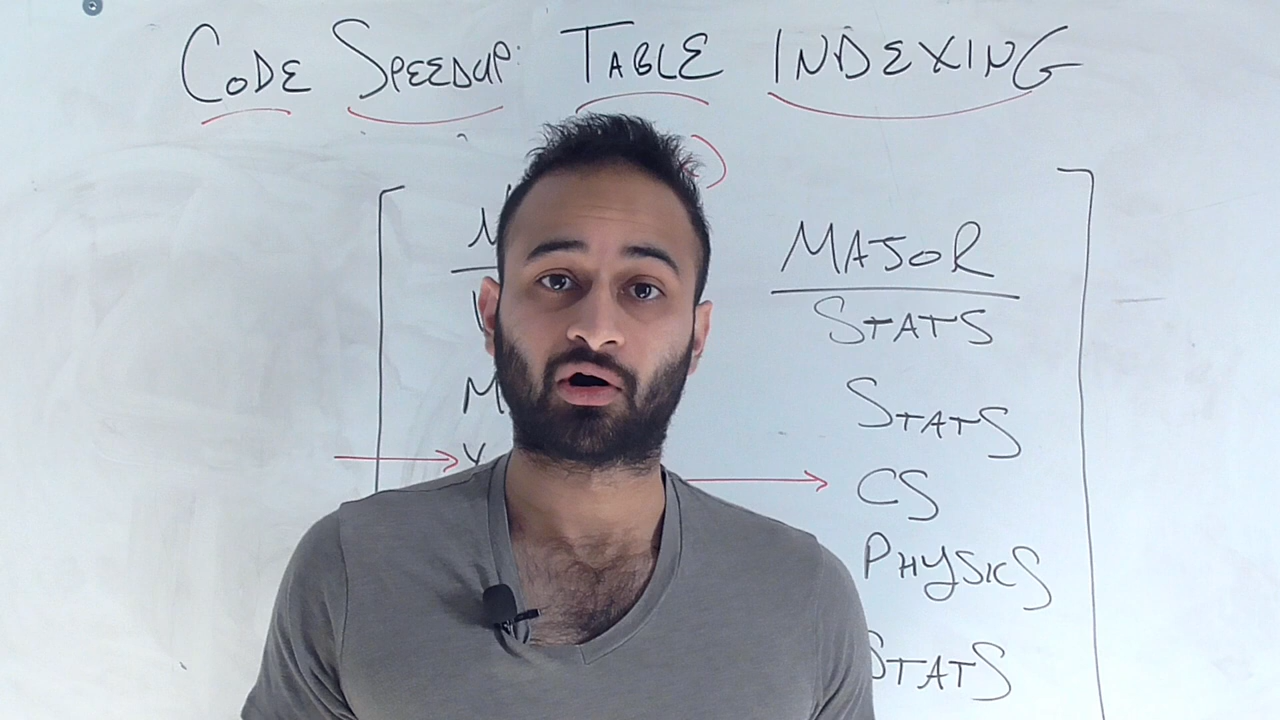 CODE SPEEDUP: TABLE INDEXING
MAJOR
STATS
STATS
CS
PHYSICS
STATS